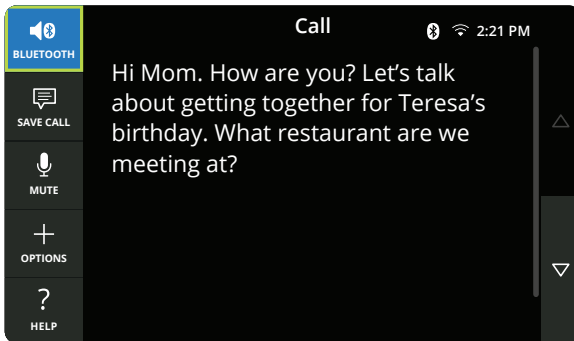 Call
2:21 PM
BLUETOOTH
SAVE CALL
MUTE
OPTIONS
?
HELP
Hi Mom. How are you? Let’s talk
about getting together for Teresa’s
birthday. What restaurant are we
meeting at?